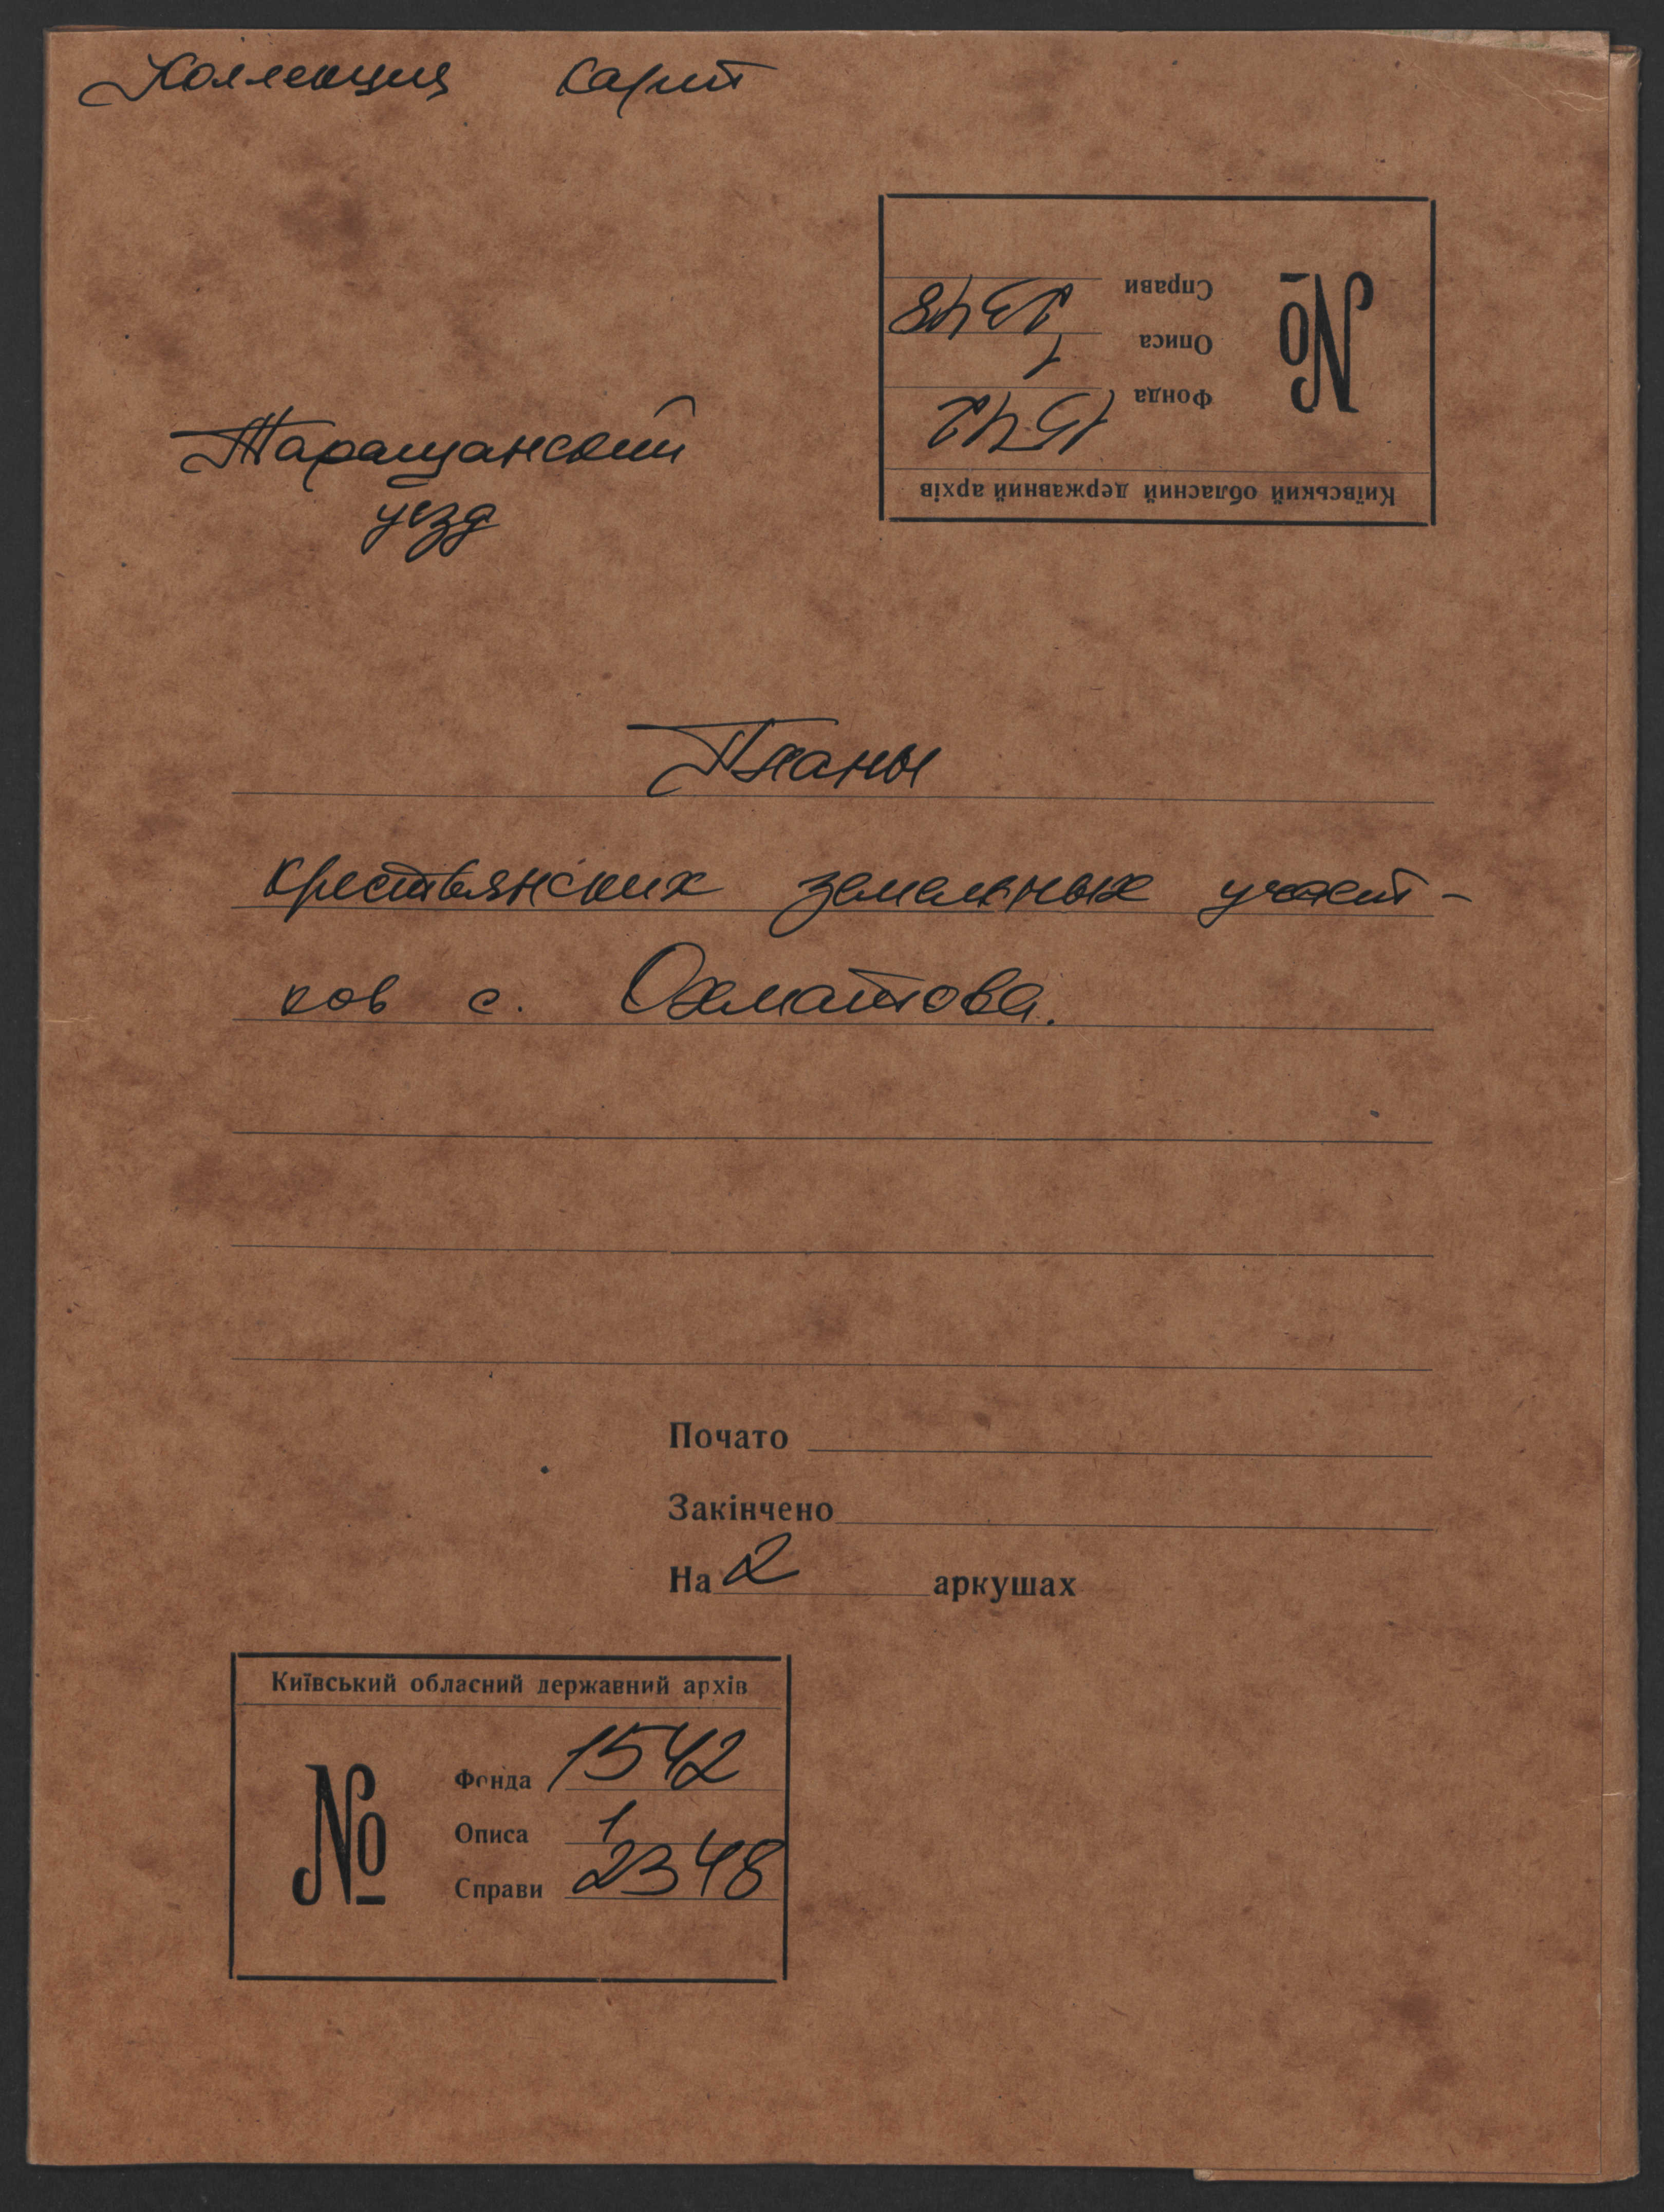 Коллекция карт
Справи 2348
Описа 1
Фонда 1542
№
Київський обласний державний архів
Таращанский
уезд
Планы
крестьянских земельных участ-
ков с. Охматова.
Почато
Закінчено
На 2 аркушах
Київський обласний державний архів
№
Фонда 1542
Описа 1
Справи 2348